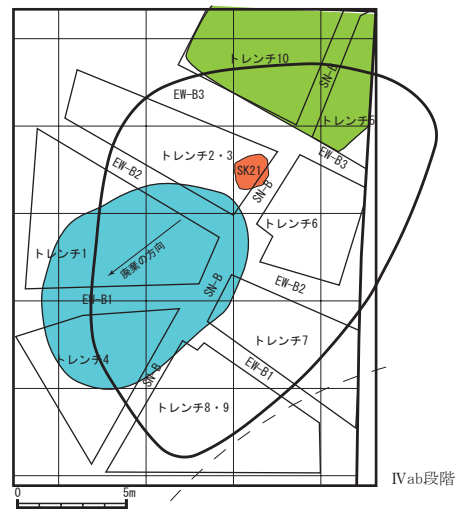 トレンチ10
SN-B
トレンチ5
EW-B3
EW-B3
トレンチ2・3
SK21
EW-B2
SN-B
トレンチ6
トレンチ1
廃棄の方向
EW-B2
SN-B
EW-B1
トレンチ7
トレンチ4
SN-B
EW-B1
トレンチ8・9
Ⅳab段階
0 5m